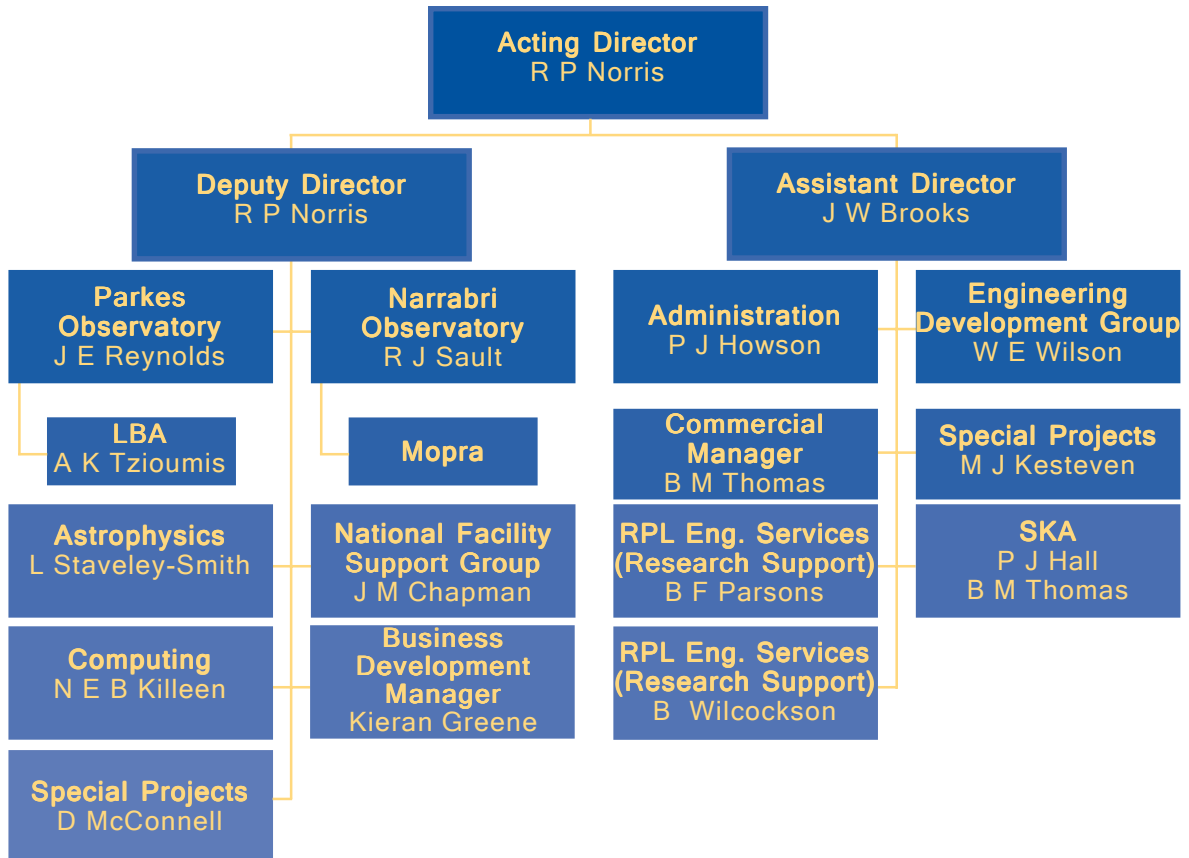 Acting Director
R P Norris
Deputy Director
R P Norris
Assistant Director
J W Brooks
Parkes
Observatory
J E Reynolds
Narrabri
Observatory
R J Sault
Administration
P J Howson
Engineering
Development Group
W E Wilson
LBA
A K Tzioumis
Mopra
Commercial
Manager
B M Thomas
Special Projects
M J Kesteven
Astrophysics
L Staveley-Smith
National Facility
Support Group
J M Chapman
RPL Eng. Services
(Research Support)
B F Parsons
SKA
P J Hall
B M Thomas
Computing
N E B Killeen
Business
Development
Manager
Kieran Greene
RPL Eng. Services
(Research Support)
B Wilcockson
Special Projects
D McConnell